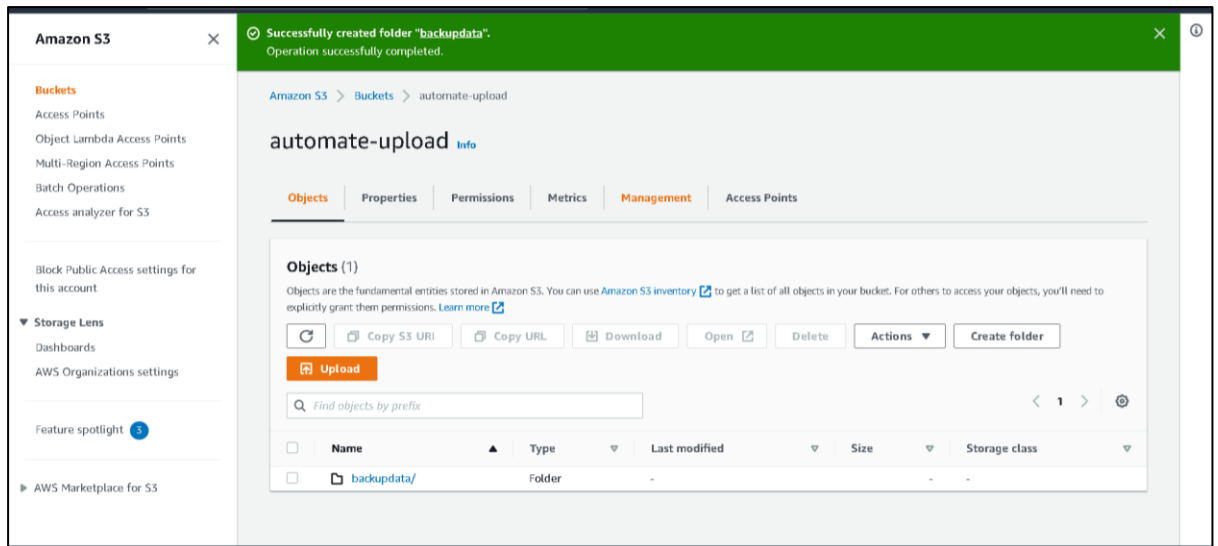 Amazon S3
Buckets
Access Points
Object Lambda Access Points
Multi-Region Access Points
Batch Operations
Access analyzer for S3
Block Public Access settings for
this account
Storage Lens
Dashboards
AWS Organizations settings
Feature spotlight 3
AWS Marketplace for S3
Successfully created folder "backupdata".
Operation successfully completed.
Amazon S3 > Buckets > automate-upload
automate-upload Info
Objects Properties Permissions Metrics Management Access Points
Objects (1)
Objects are the fundamental entities stored in Amazon S3. You can use Amazon S3 inventory to get a list of all objects in your bucket. For others to access your objects, you'll need to
explicitly grant them permissions. Learn more
Copy S3 URI Copy URL Download Open Delete Actions Create folder
Upload
Find objects by prefix
< 1 >
Name Type Last modified Size Storage class
backupdata/ Folder - - -